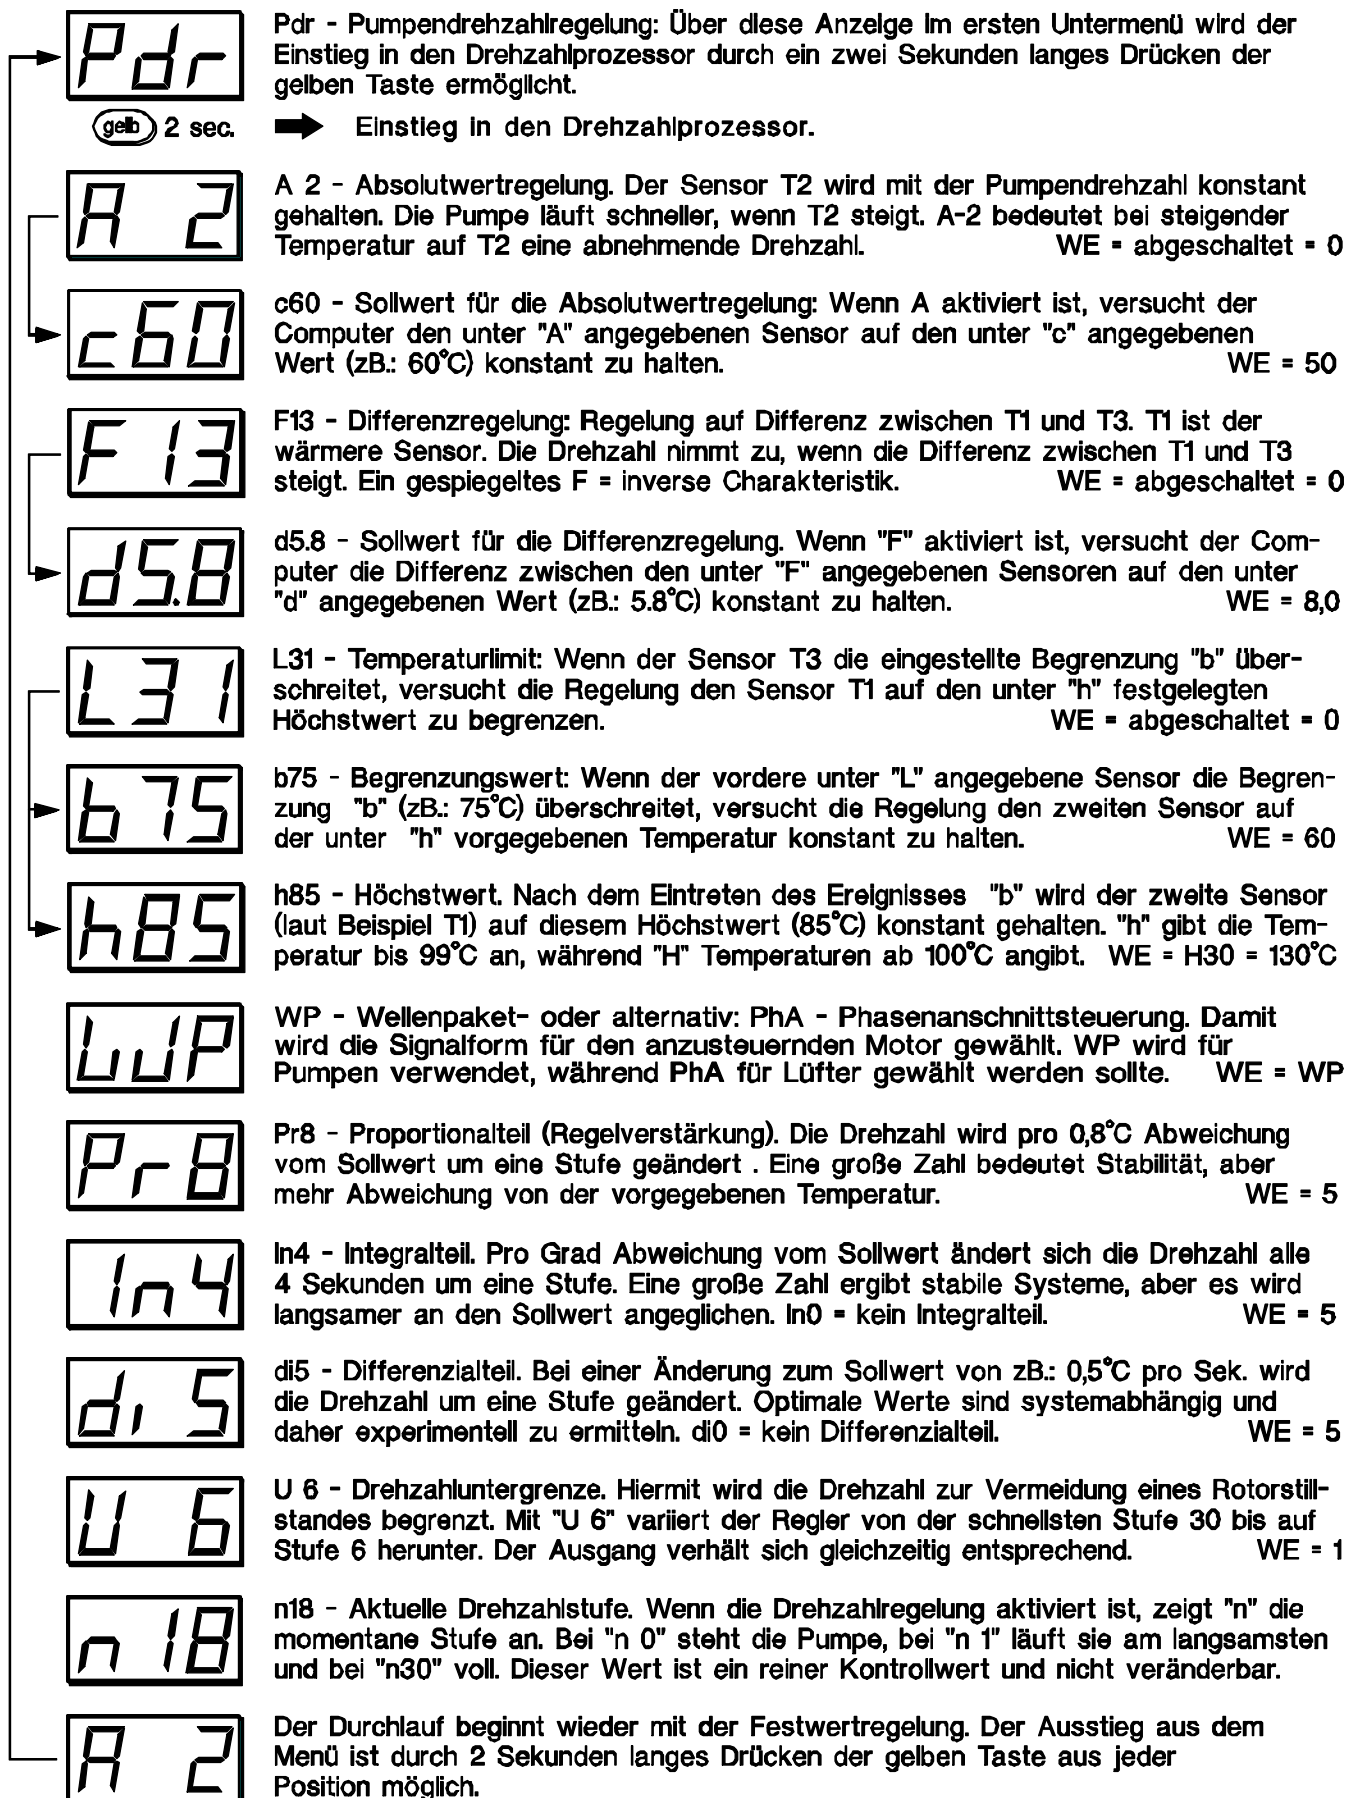 Pdr
Pdr - Pumpendrehzahlregelung: Über diese Anzeige im ersten Untermenü wird der
Einstieg in den Drehzahlprozessor durch ein zwei Sekunden langes Drücken der
gelben Taste ermöglicht.
gelb 2 sec. Einstieg in den Drehzahlprozessor.
A 2
A 2 - Absolutwertregelung. Der Sensor T2 wird mit der Pumpendrehzahl konstant
gehalten. Die Pumpe läuft schneller, wenn T2 steigt. A-2 bedeutet bei steigender
Temperatur auf T2 eine abnehmende Drehzahl. WE = abgeschaltet = 0
c60
c60 - Sollwert für die Absolutwertregelung: Wenn A aktiviert ist, versucht der
Computer den unter "A" angegebenen Sensor auf den unter "c" angegebenen
Wert (zB.: 60°C) konstant zu halten. WE = 50
F13
F13 - Differenzregelung: Regelung auf Differenz zwischen T1 und T3. T1 ist der
wärmere Sensor. Die Drehzahl nimmt zu, wenn die Differenz zwischen T1 und T3
steigt. Ein gespiegeltes F = inverse Charakteristik. WE = abgeschaltet = 0
d5.8
d5.8 - Sollwert für die Differenzregelung. Wenn "F" aktiviert ist, versucht der Com-
puter die Differenz zwischen den unter "F" angegebenen Sensoren auf den unter
"d" angegebenen Wert (zB.: 5.8°C) konstant zu halten. WE = 8,0
L31
L31 - Temperaturlimit: Wenn der Sensor T3 die eingestellte Begrenzung "b" über-
schreitet, versucht die Regelung den Sensor T1 auf den unter "h" festgelegten
Höchstwert zu begrenzen. WE = abgeschaltet = 0
b75
b75 - Begrenzungswert: Wenn der vordere unter "L" angegebene Sensor die Begren-
zung "b" (zB.: 75°C) überschreitet, versucht die Regelung den zweiten Sensor auf
der unter "h" vorgegebenen Temperatur konstant zu halten. WE = 60
h85
h85 - Höchstwert. Nach dem Eintreten des Ereignisses "b" wird der zweite Sensor
(laut Beispiel T1) auf diesem Höchstwert (85°C) konstant gehalten. "h" gibt die Tem-
peratur bis 99°C an, während "H" Temperaturen ab 100°C angibt. WE = H30 = 130°C
WP
WP - Wellenpaket- oder alternativ: PhA - Phasenanschnittsteuerung. Damit
wird die Signalform für den anzusteuernden Motor gewählt. WP wird für
Pumpen verwendet, während PhA für Lüfter gewählt werden sollte. WE = WP
Pr8
Pr8 - Proportionalteil (Regelverstärkung). Die Drehzahl wird pro 0,8°C Abweichung
vom Sollwert um eine Stufe geändert . Eine große Zahl bedeutet Stabilität, aber
mehr Abweichung von der vorgegebenen Temperatur. WE = 5
In4
In4 - Integralteil. Pro Grad Abweichung vom Sollwert ändert sich die Drehzahl alle
4 Sekunden um eine Stufe. Eine große Zahl ergibt stabile Systeme, aber es wird
langsamer an den Sollwert angeglichen. In0 = kein Integralteil. WE = 5
di 5
di5 - Differenzialteil. Bei einer Änderung zum Sollwert von zB.: 0,5°C pro Sek. wird
die Drehzahl um eine Stufe geändert. Optimale Werte sind systemabhängig und
daher experimentell zu ermitteln. di0 = kein Differenzialteil. WE = 5
U 6
U 6 - Drehzahluntergrenze. Hiermit wird die Drehzahl zur Vermeidung eines Rotorstill-
standes begrenzt. Mit "U 6" variiert der Regler von der schnellsten Stufe 30 bis auf
Stufe 6 herunter. Der Ausgang verhält sich gleichzeitig entsprechend. WE = 1
n18
n18 - Aktuelle Drehzahlstufe. Wenn die Drehzahlregelung aktiviert ist, zeigt "n" die
momentane Stufe an. Bei "n 0" steht die Pumpe, bei "n 1" läuft sie am langsamsten
und bei "n30" voll. Dieser Wert ist ein reiner Kontrollwert und nicht veränderbar.
A 2
Der Durchlauf beginnt wieder mit der Festwertregelung. Der Ausstieg aus dem
Menü ist durch 2 Sekunden langes Drücken der gelben Taste aus jeder
Position möglich.